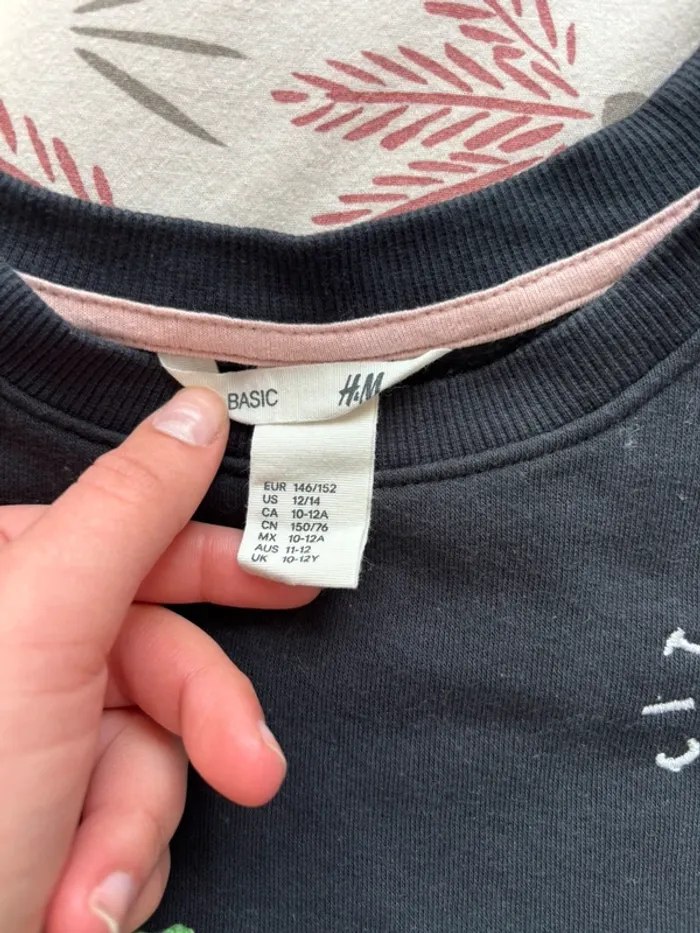 BASIC H&M
EUR 146/152
US 12/14
CA 10-12A
CN 150/76
MX 10-12A
AUS 11-12
UK 10-12Y
CIT